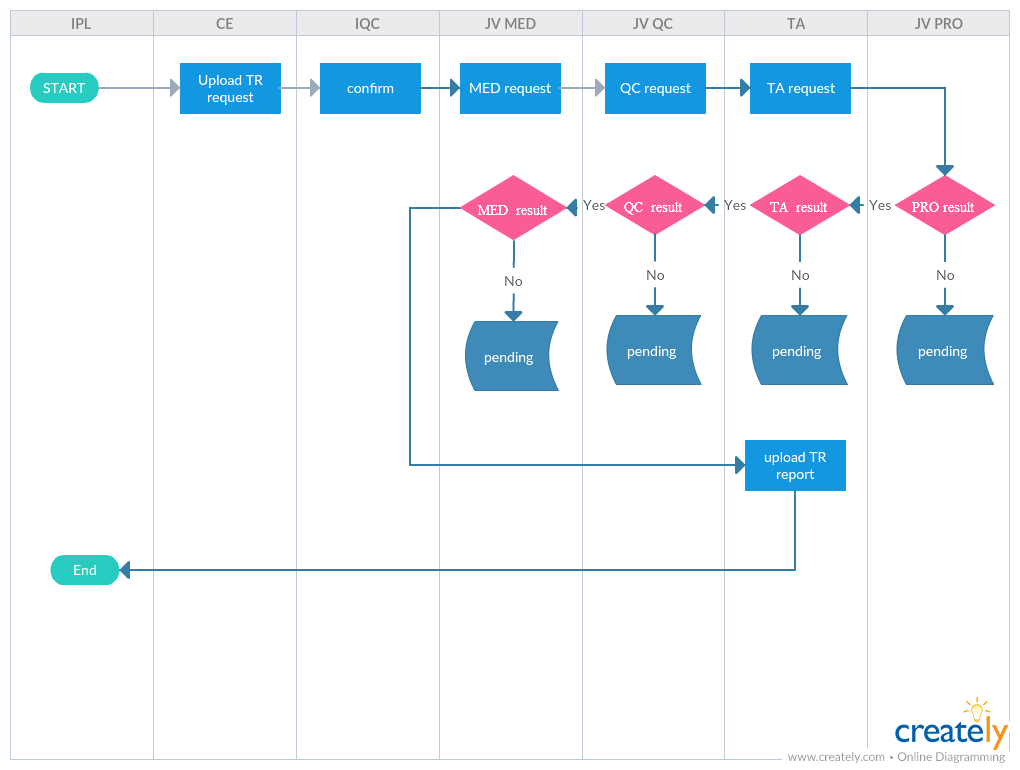 IPL CE IQC JV MED JV QC TA JV PRO
START
Upload TR
request
confirm
MED request
QC request
TA request
MED  result
Yes
QC  result
Yes
TA  result
Yes
PRO result
No
No
No
No
pending
pending
pending
pending
upload TR
report
End
creately
www.creately.com • Online Diagramming